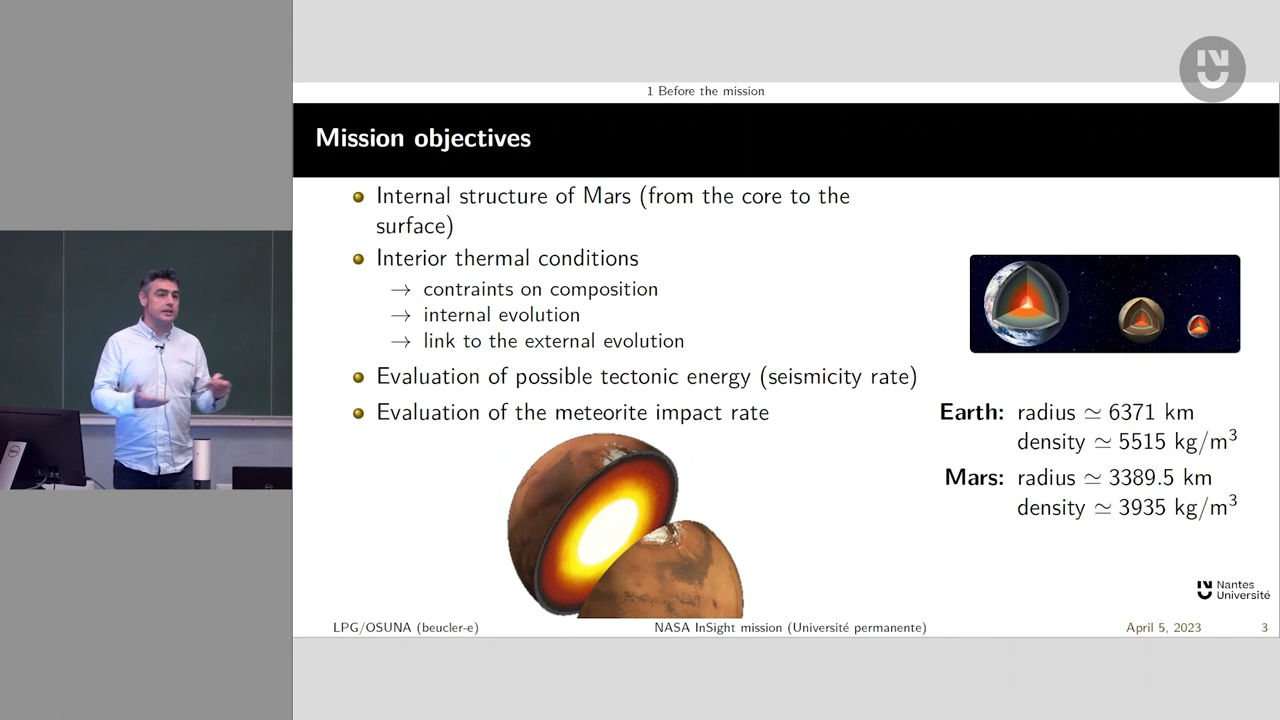 1 Before the mission
Mission objectives
Internal structure of Mars (from the core to the
surface)
Interior thermal conditions
→ contraints on composition
→ internal evolution
→ link to the external evolution
Evaluation of possible tectonic energy (seismicity rate)
Evaluation of the meteorite impact rate
Earth: radius ≃ 6371 km
density ≃ 5515 kg/m³
Mars: radius ≃ 3389.5 km
density ≃ 3935 kg/m³
Nantes
Université
LPG/OSUNA (beucler-e)
NASA InSight mission (Université permanente)
April 5, 2023
3